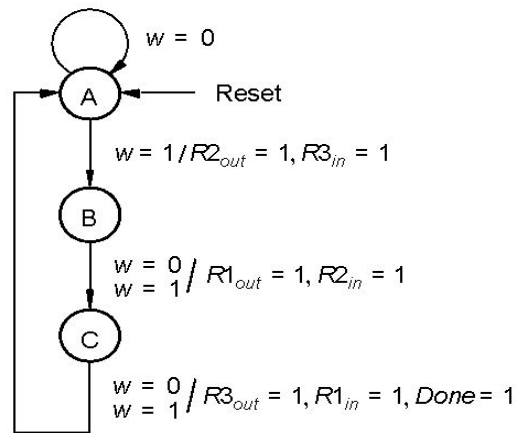 w = 0
A
Reset
w = 1/R2out = 1, R3in = 1
B
w = 0
w = 1 / R1out = 1, R2in = 1
C
w = 0
w = 1 / R3out = 1, R1in = 1, Done = 1